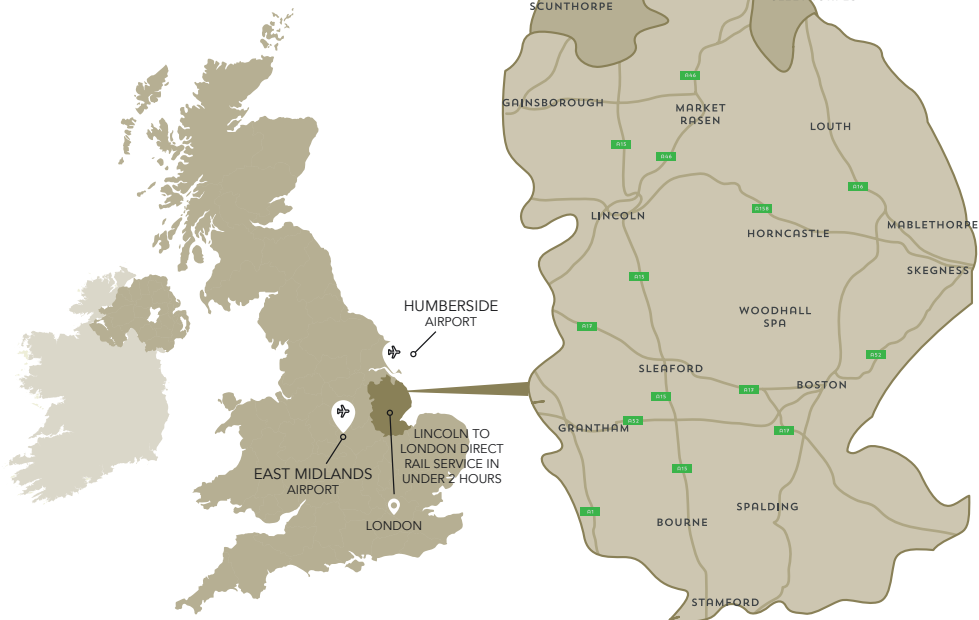 HUMBERSIDE
AIRPORT
EAST MIDLANDS
AIRPORT
LINCOLN TO
LONDON DIRECT
RAIL SERVICE IN
UNDER 2 HOURS
LONDON
SCUNTHORPE
A46
GAINSBOROUGH
MARKET
RASEN
LOUTH
A15
A46
A16
A158
LINCOLN
MABLETHORPE
HORNCASTLE
SKEGNESS
A15
WOODHALL
SPA
A17
A52
SLEAFORD
BOSTON
A17
A15
GRANTHAM
A52
A15
A1
SPALDING
BOURNE
STAMFORD